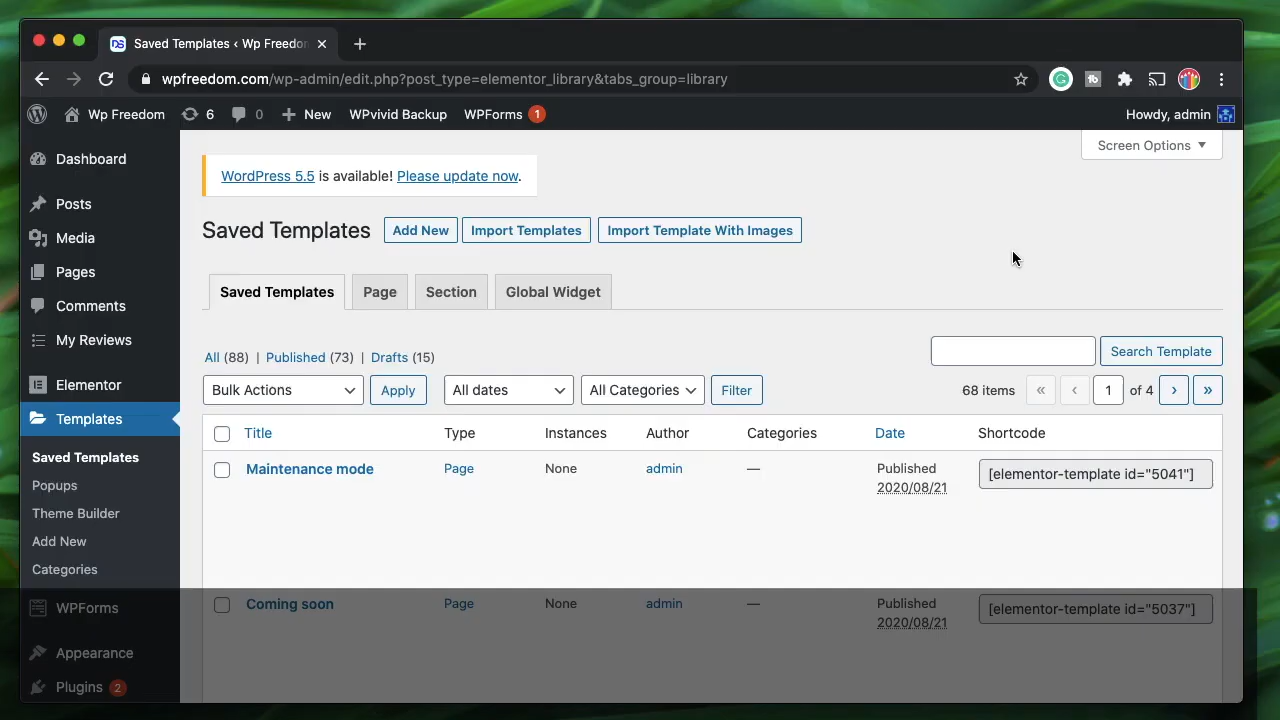 Saved Templates ‹ Wp Freedom
wpfreedom.com/wp-admin/edit.php?post_type=elementor_library&tabs_group=library
Wp Freedom 6 0 New WPvivid Backup WPForms 1 Howdy, admin
Screen Options
WordPress 5.5 is available! Please update now.
Saved Templates Add New Import Templates Import Template With Images
Saved Templates Page Section Global Widget
All (88) | Published (73) | Drafts (15)
Search Template
Bulk Actions Apply All dates All Categories Filter 68 items « ‹ 1 of 4 › »
Title Type Instances Author Categories Date Shortcode
Maintenance mode Page None admin — Published [elementor-template id="5041"]
2020/08/21
Coming soon Page None admin — Published [elementor-template id="5037"]
2020/08/21
Dashboard
Posts
Media
Pages
Comments
My Reviews
Elementor
Templates
Saved Templates
Popups
Theme Builder
Add New
Categories
WPForms
Appearance
Plugins 2